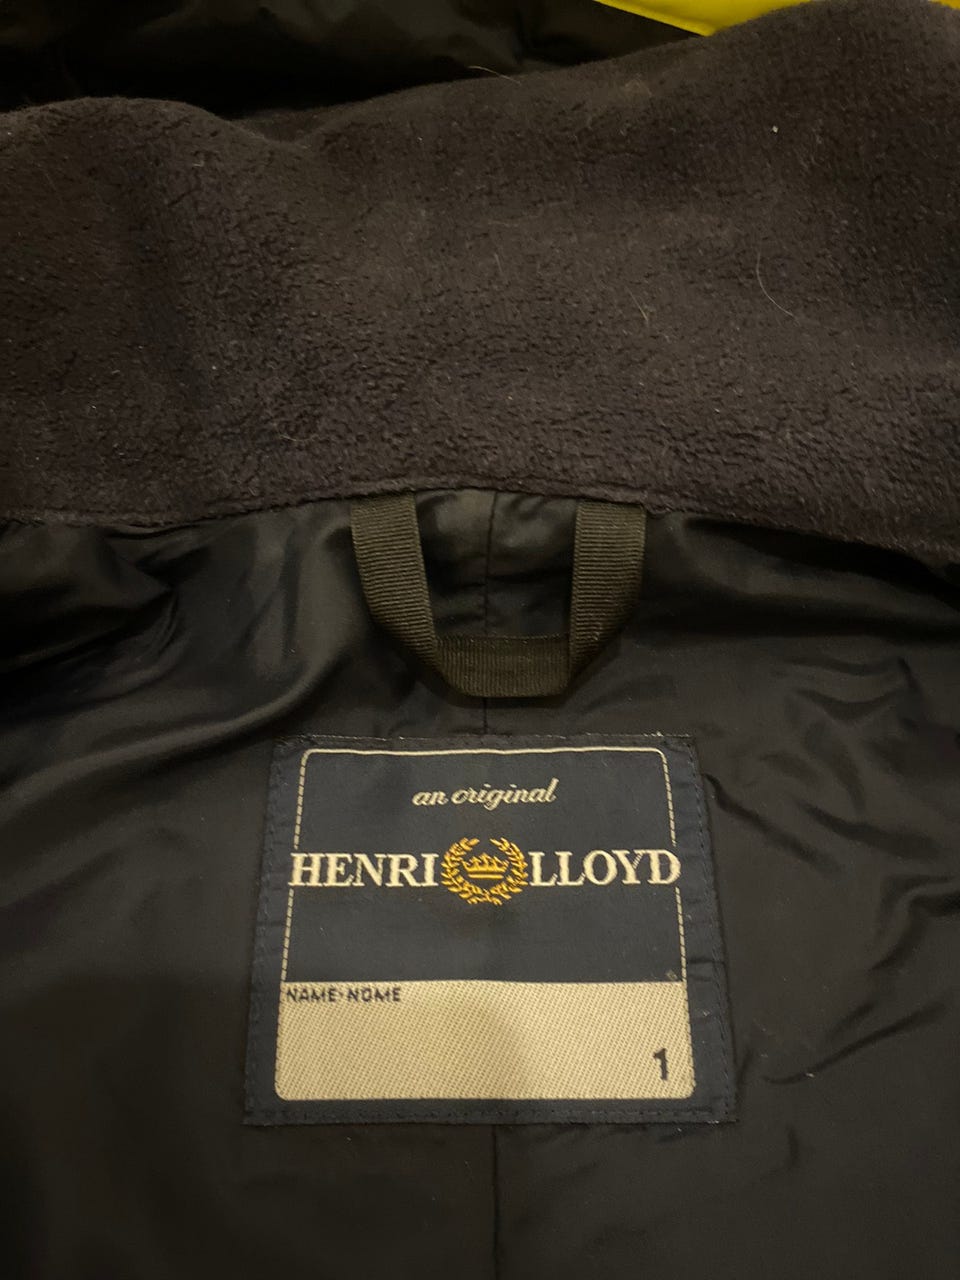 an original
HENRI LLOYD
NAME-NOME
1